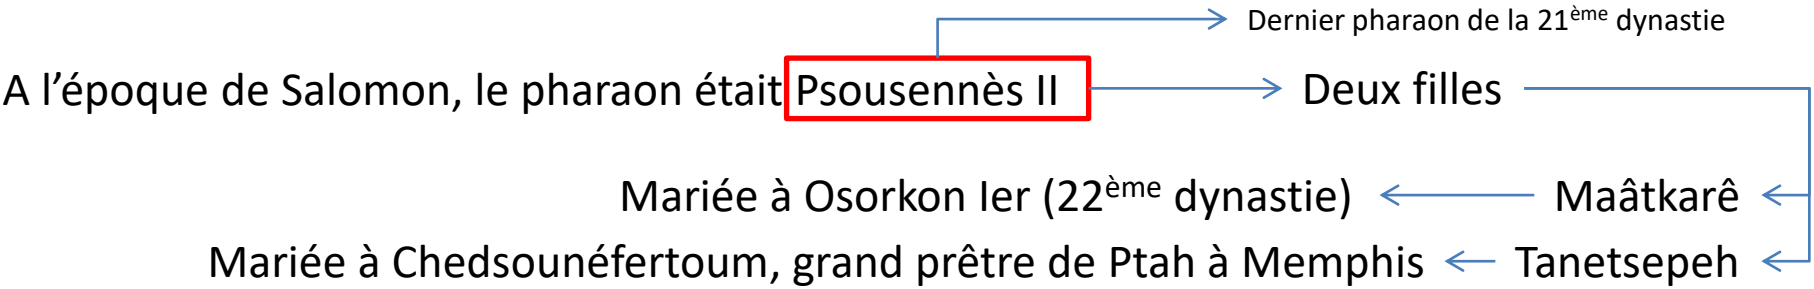 Dernier pharaon de la 21ème dynastie
A l’époque de Salomon, le pharaon était Psousennès II
Deux filles
Mariée à Osorkon Ier (22ème dynastie)
Maâtkarê
Mariée à Chedsounéfertoum, grand prêtre de Ptah à Memphis
Tanetsepeh